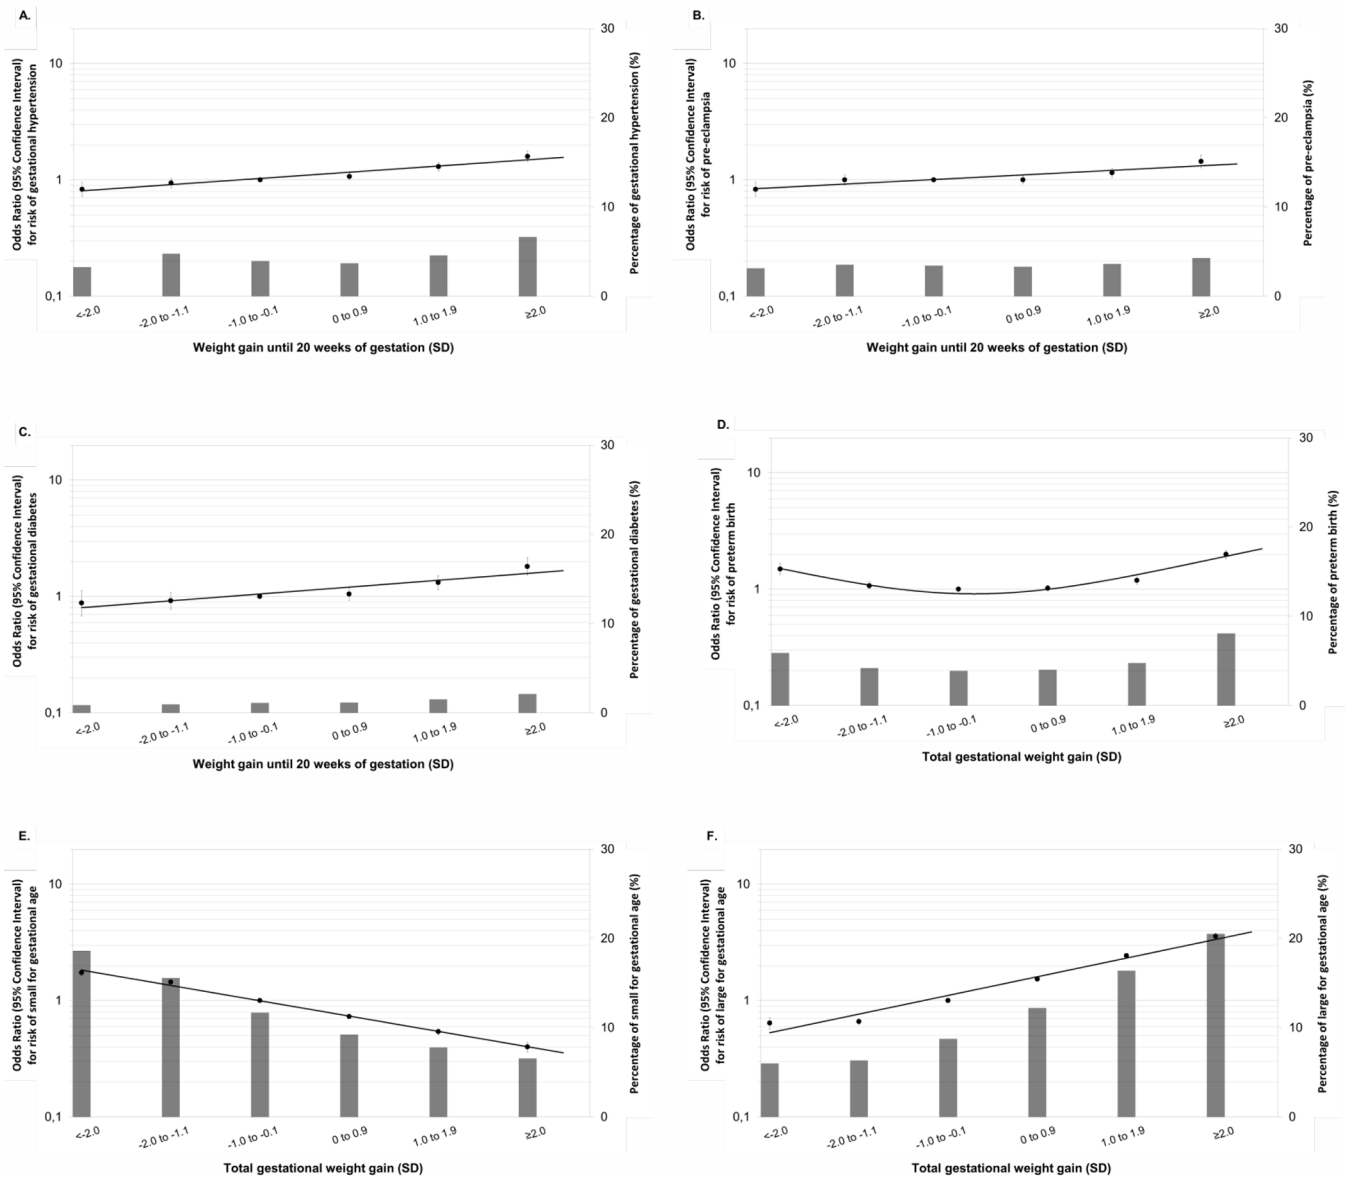 A.
Odds Ratio (95% Confidence Interval)
for risk of gestational hypertension
10
1
0,1
30
20
10
0
Percentage of gestational hypertension (%)
<-2.0
-2.0 to -1.1
-1.0 to -0.1
0 to 0.9
1.0 to 1.9
≥2.0
Weight gain until 20 weeks of gestation (SD)
B.
Odds Ratio (95% Confidence Interval)
for risk of pre-eclampsia
10
1
0,1
30
20
10
0
Percentage of pre-eclampsia (%)
<-2.0
-2.0 to -1.1
-1.0 to -0.1
0 to 0.9
1.0 to 1.9
≥2.0
Weight gain until 20 weeks of gestation (SD)
C.
Odds Ratio (95% Confidence Interval)
for risk of gestational diabetes
10
1
0,1
30
20
10
0
Percentage of gestational diabetes (%)
<-2.0
-2.0 to -1.1
-1.0 to -0.1
0 to 0.9
1.0 to 1.9
≥2.0
Weight gain until 20 weeks of gestation (SD)
D.
Odds Ratio (95% Confidence Interval)
for risk of preterm birth
10
1
0,1
30
20
10
0
Percentage of preterm birth (%)
<-2.0
-2.0 to -1.1
-1.0 to -0.1
0 to 0.9
1.0 to 1.9
≥2.0
Total gestational weight gain (SD)
E.
Odds Ratio (95% Confidence Interval)
for risk of small for gestational age
10
1
0,1
30
20
10
0
Percentage of small for gestational age (%)
<-2.0
-2.0 to -1.1
-1.0 to -0.1
0 to 0.9
1.0 to 1.9
≥2.0
Total gestational weight gain (SD)
F.
Odds Ratio (95% Confidence Interval)
for risk of large for gestational age
10
1
0,1
30
20
10
0
Percentage of large for gestational age (%)
<-2.0
-2.0 to -1.1
-1.0 to -0.1
0 to 0.9
1.0 to 1.9
≥2.0
Total gestational weight gain (SD)